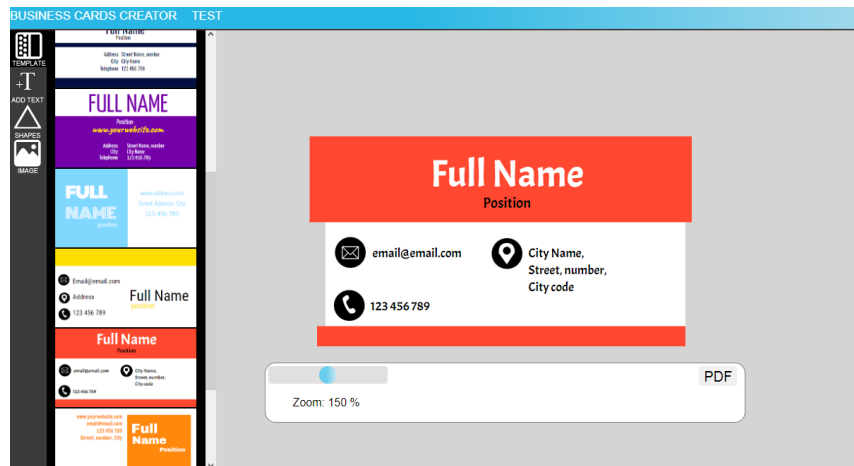 BUSINESS CARDS CREATOR TEST
TEMPLATE
ADD TEXT
SHAPES
IMAGE
Full Name
Position
Address Street Name, number
City City Name
Telephone 123 456 789
FULL NAME
Position
www.yourwebsite.com
Address Street Name, number
City City Name
Telephone 123 456 789
FULL
NAME
position
www.address.com
Street Address, City
123 456 789
Email@email.com
Address
123 456 789
Full Name
position
Full Name
Position
email@email.com
123 456 789
City Name,
Street, number,
City code
www.yourwebsite.com
email@email.com
123 456 789
Street, number, City
Full
Name
Position
Full Name
Position
email@email.com
123 456 789
City Name,
Street, number,
City code
Zoom: 150 %
PDF